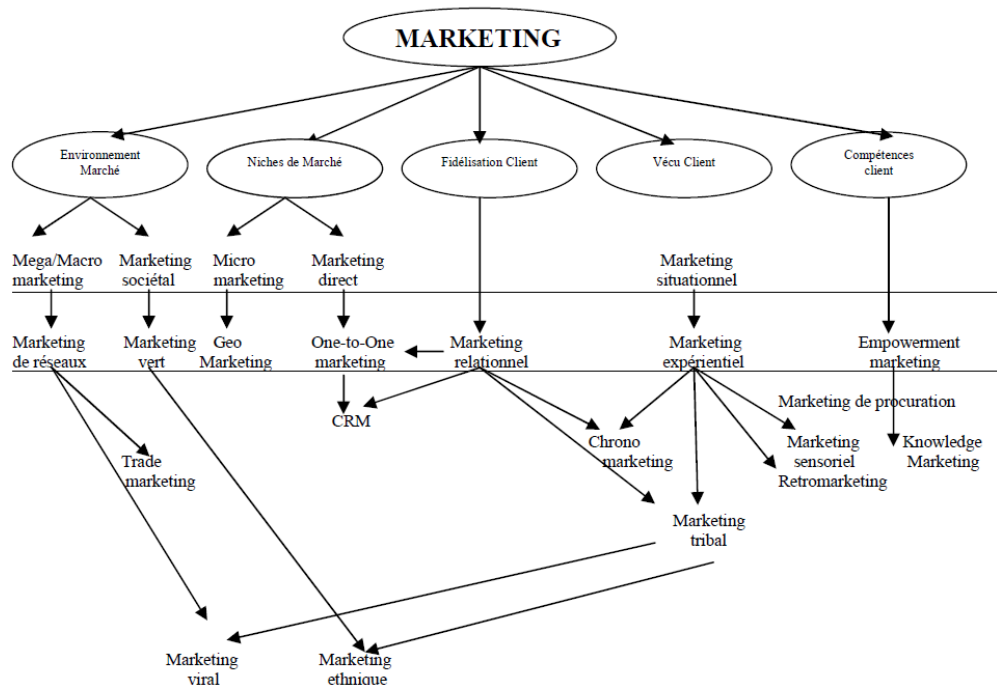 MARKETING
Environnement
Marché
Niches de Marché
Fidélisation Client
Vécu Client
Compétences
client
Mega/Macro
marketing
Marketing
sociétal
Micro
marketing
Marketing
direct
Marketing
situationnel
Marketing
de réseaux
Marketing
vert
Geo
Marketing
One-to-One
marketing
Marketing
relationnel
Marketing
expérientiel
Empowerment
marketing
CRM
Marketing de procuration
Trade
marketing
Chrono
marketing
Marketing
sensoriel
Retromarketing
Knowledge
Marketing
Marketing
tribal
Marketing
viral
Marketing
ethnique